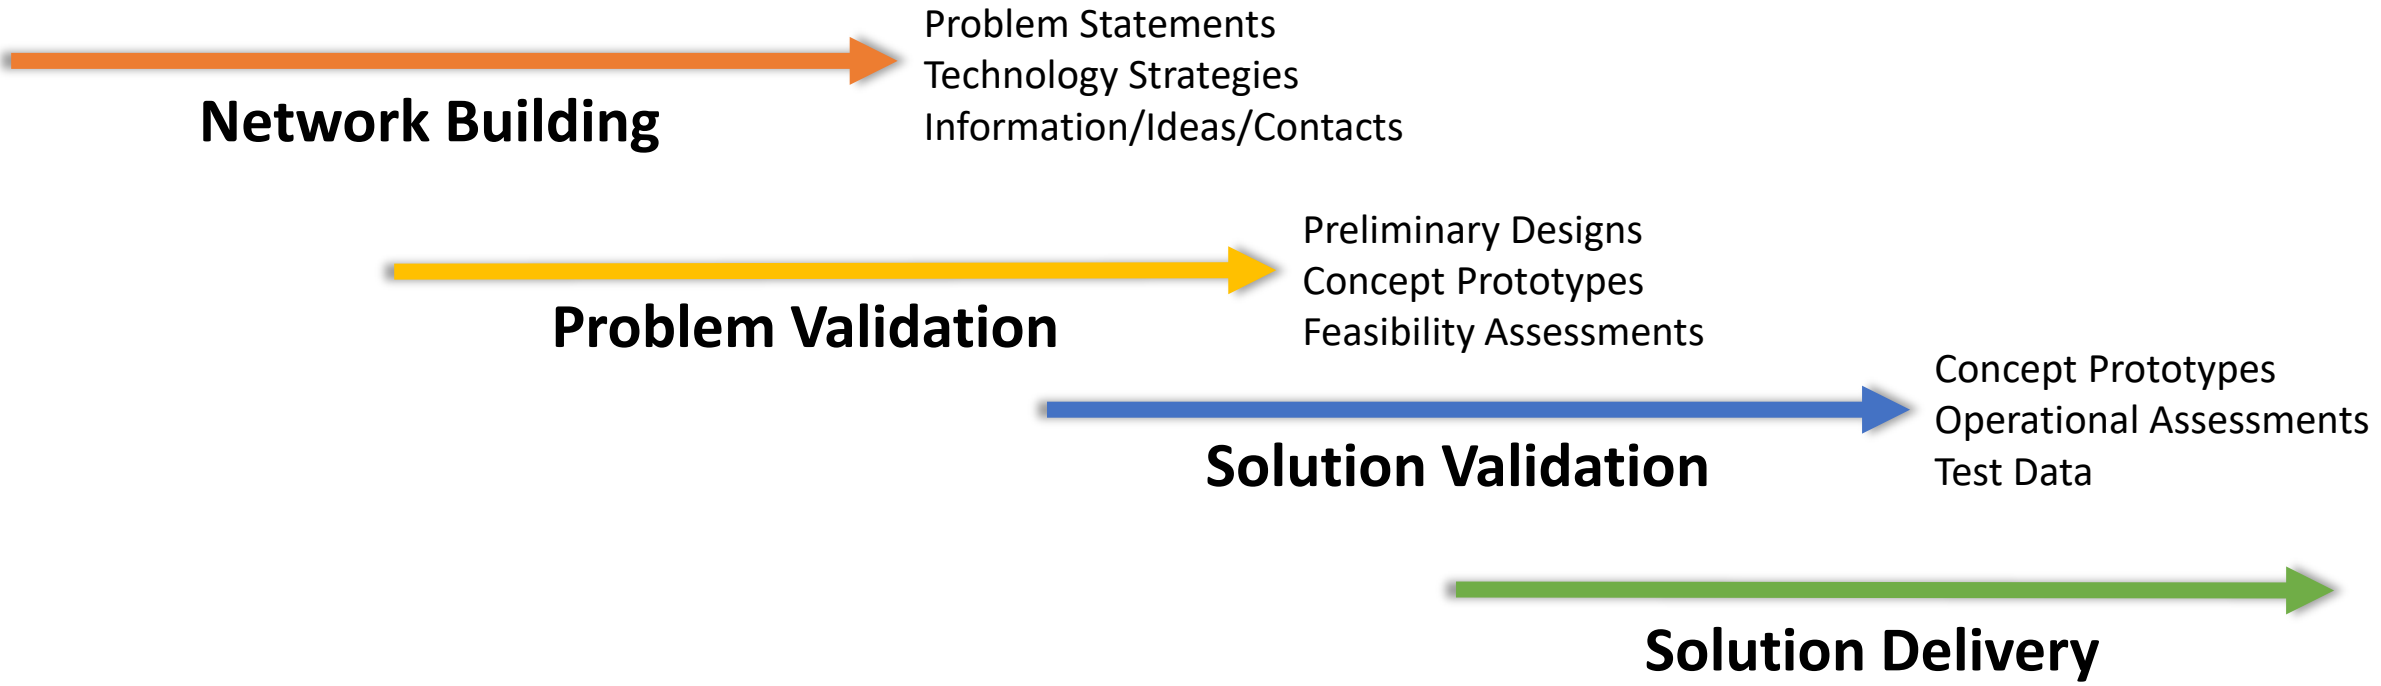 Problem Statements
Technology Strategies
Information/Ideas/Contacts
Network Building
Preliminary Designs
Concept Prototypes
Feasibility Assessments
Problem Validation
Concept Prototypes
Operational Assessments
Test Data
Solution Validation
Solution Delivery